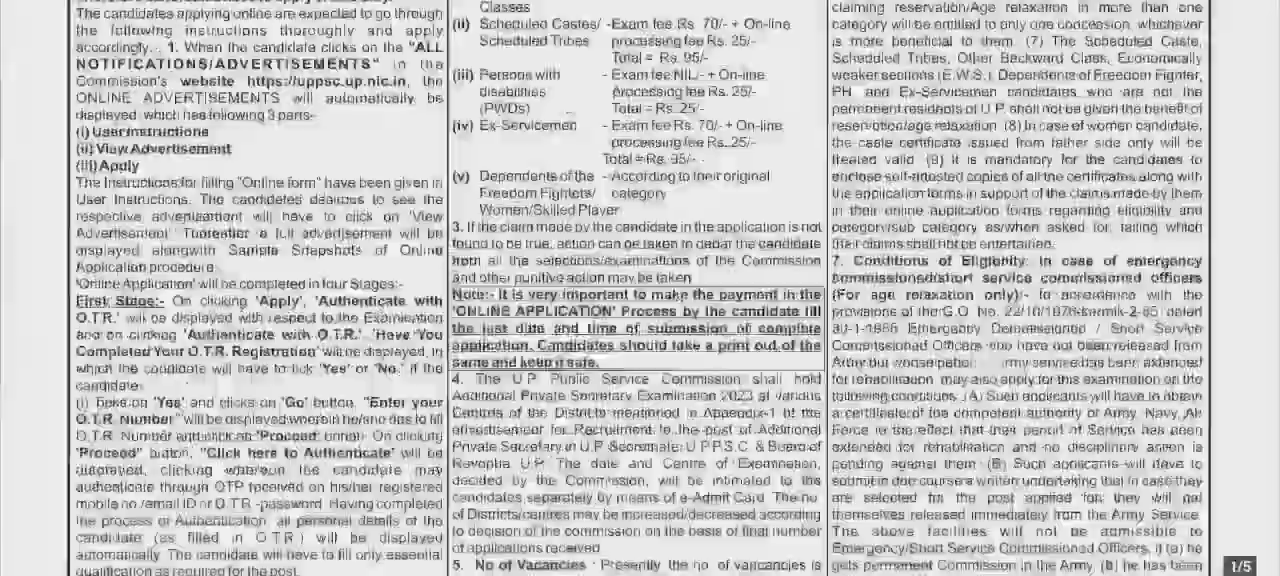 The candidates applying online are expected to go through
the following instructions thoroughly and apply
accordingly.. 1. When the candidate clicks on the "ALL
NOTIFICATIONS/ADVERTISEMENTS" in the
Commission's website https://uppsc.up.nic.in, the
ONLINE ADVERTISEMENTS will automatically be
displayed which has following 3 parts-
(i) User instructions
(ii) View Advertisement
(iii) Apply
The Instructions for filling "Online form" have been given in
User Instructions. The candidates desirous to see the
respective advertisement will have to click on 'View
Advertisement' Thereafter a full advertisement will be
displayed alongwith Sample Snapshots of Online
Application procedure
'Online Application' will be completed in four Stages:-
First Stage:- On clicking 'Apply', 'Authenticate with
O.T.R.' will be displayed with respect to the Examination
and on clicking 'Authenticate with O.T.R.' 'Have You
Completed Your O.T.R. Registration' will be displayed, in
which the candidate will have to tick 'Yes' or 'No.' If the
candidate:
(i) Ticks on 'Yes' and clicks on 'Go' button, "Enter your
O.T.R. Number" will be displayed wherein he/she has to fill
O.T.R. Number and click on "Proceed" button. On clicking
"Proceed" button, "Click here to Authenticate" will be
displayed, clicking whereon the candidate may
authenticate through OTP received on his/her registered
mobile no./email ID or O.T.R.-password. Having completed
the process of Authentication all personal details of the
candidate (as filled in O.T.R.) will be displayed
automatically. The candidate will have to fill only essential
qualification as required for the post.
Classes
(ii) Scheduled Castes/ -Exam fee Rs. 70/- + On-line
Scheduled Tribes processing fee Rs. 25/-
Total = Rs. 95/-
(iii) Persons with - Exam fee NIL/- + On-line
disabilities processing fee Rs. 25/-
(PWDs) Total = Rs. 25/-
(iv) Ex-Servicemen - Exam fee Rs. 70/- + On-line
processing fee Rs. 25/-
Total = Rs. 95/-
(v) Dependents of the - According to their original
Freedom Fighters/ category
Women/Skilled Player
3. If the claim made by the candidate in the application is not
found to be true, action can be taken to debar the candidate
from all the selections/examinations of the Commission
and other punitive action may be taken
Note:- It is very important to make the payment in the
'ONLINE APPLICATION' Process by the candidate till
the last date and time of submission of complete
application. Candidates should take a print out of the
same and keep it safe.
4. The U.P. Public Service Commission shall hold
Additional Private Secretary Examination 2023 at various
Centres of the Districts mentioned in Appendix-1 of the
advertisement for Recruitment to the post of Additional
Private Secretary in U.P. Secretariate U.P.P.S.C. & Board of
Revenue U.P. The date and Centre of Examination,
decided by the Commission, will be intimated to the
candidates separately by means of e-Admit Card. The no.
of Districts/centres may be increased/decreased according
to decision of the commission on the basis of final number
of applications received
5. No of Vacancies : Presently the no. of vacancies is
claiming reservation/Age relaxation in more than one
category will be entitled to only one concession, whichever
is more beneficial to them. (7) The Scheduled Caste,
Scheduled Tribes, Other Backward Class, Economically
weaker sections (E.W.S.) Dependents of Freedom Fighter,
PH and Ex-Servicemen candidates who are not the
permanent residents of U.P. shall not be given the benefit of
reservation/age relaxation. (8) In case of women candidate,
the caste certificate issued from father side only will be
treated valid (9) It is mandatory for the candidates to
enclose self-attested copies of all the certificates along with
the application forms in support of the claims made by them
in their online application forms regarding eligibility and
category/sub category as/when asked for, failing which
their claims shall not be entertained.
7. Conditions of Eligibility: In case of emergency
commissioned/short service commissioned officers
(For age relaxation only):- In accordance with the
provisions of the G.O. No. 22/10/1976-karmik-2-85 dated
30-1-1985 Emergency Commissioned / Short Service
Commissioned Officers who have not been released from
Army but whose period army service has been extended
for rehabilitation may also apply for this examination on the
following conditions: (A) Such applicants will have to obtain
a certificate of the competent authority of Army, Navy, Air
Force to the effect that their period of Service has been
extended for rehabilitation and no disciplinary action is
pending against them. (B) Such applicants will have to
submit in due course a written undertaking that in case they
are selected for the post applied for, they will get
themselves released immediately from the Army Service.
The above facilities will not be admissible to
Emergency/Short Service Commissioned Officers, if (a) he
gets permanent Commission in the Army, (b) he has been
1/5